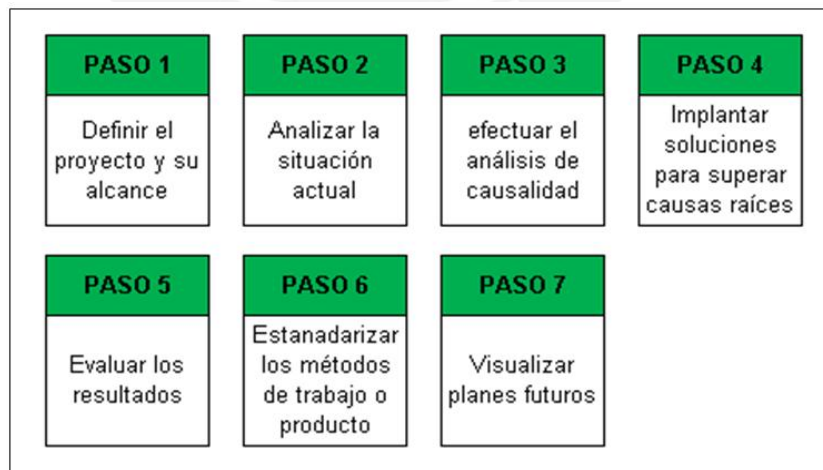 PASO 1
Definir el
proyecto y su
alcance
PASO 2
Analizar la
situación
actual
PASO 3
efectuar el
análisis de
causalidad
PASO 4
Implantar
soluciones
para superar
causas raíces
PASO 5
Evaluar los
resultados
PASO 6
Estanadarizar
los métodos
de trabajo o
producto
PASO 7
Visualizar
planes futuros